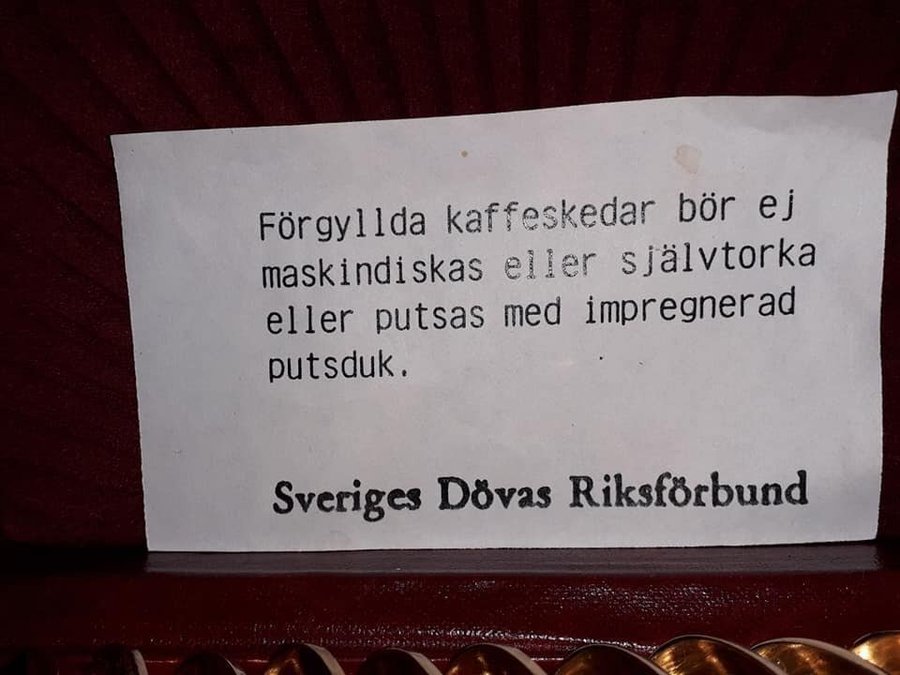 Förgyllda kaffeskedar bör ej
maskindiskas eller självtorka
eller putsas med impregnerad
putsduk.
Sveriges Dövas Riksförbund